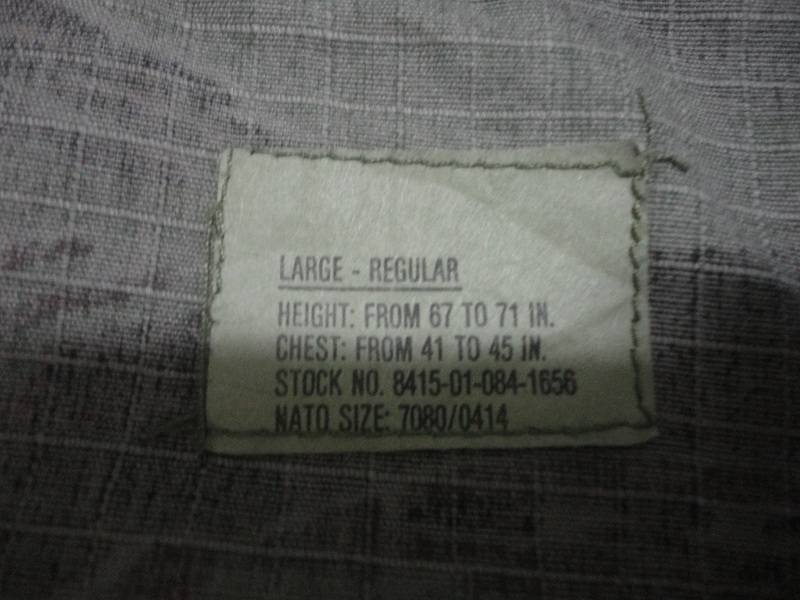 LARGE - REGULAR
HEIGHT: FROM 67 TO 71 IN.
CHEST: FROM 41 TO 45 IN.
STOCK NO. 8415-01-084-1656
NATO SIZE: 7080/0414